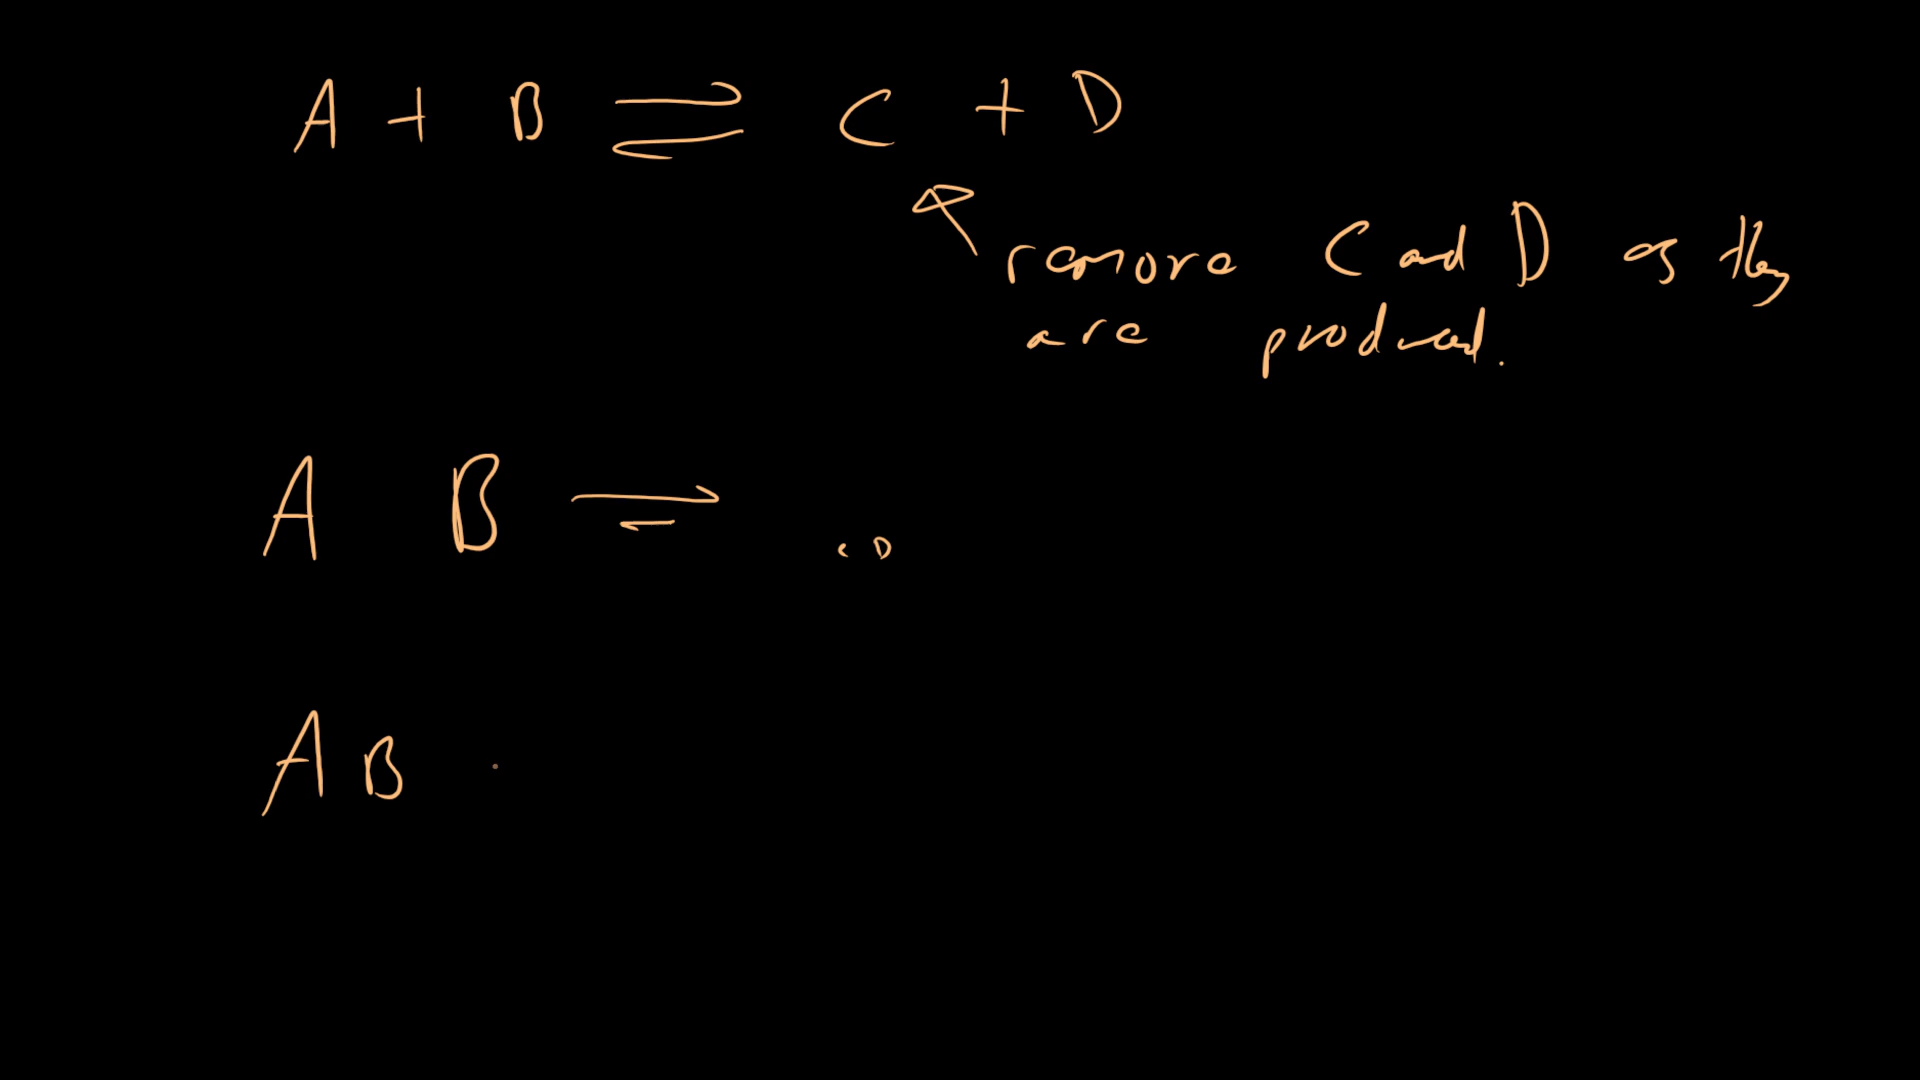 A + B ⇌ C + D
remove C and D as they
are produced.
A B ⇌ C D
A B